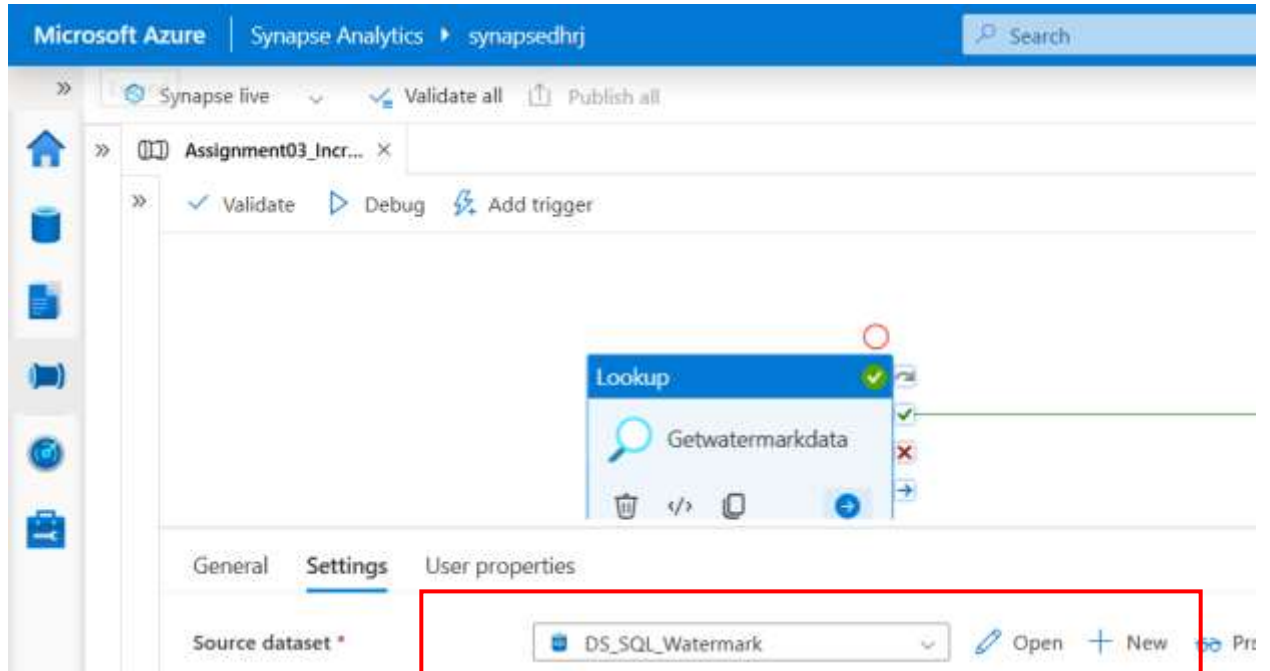 Microsoft Azure | Synapse Analytics ▸ synapsedhrj Search
Synapse live Validate all Publish all
Assignment03_Incr... ×
Validate Debug Add trigger
Lookup
Getwatermarkdata
General Settings User properties
Source dataset * DS_SQL_Watermark Open + New